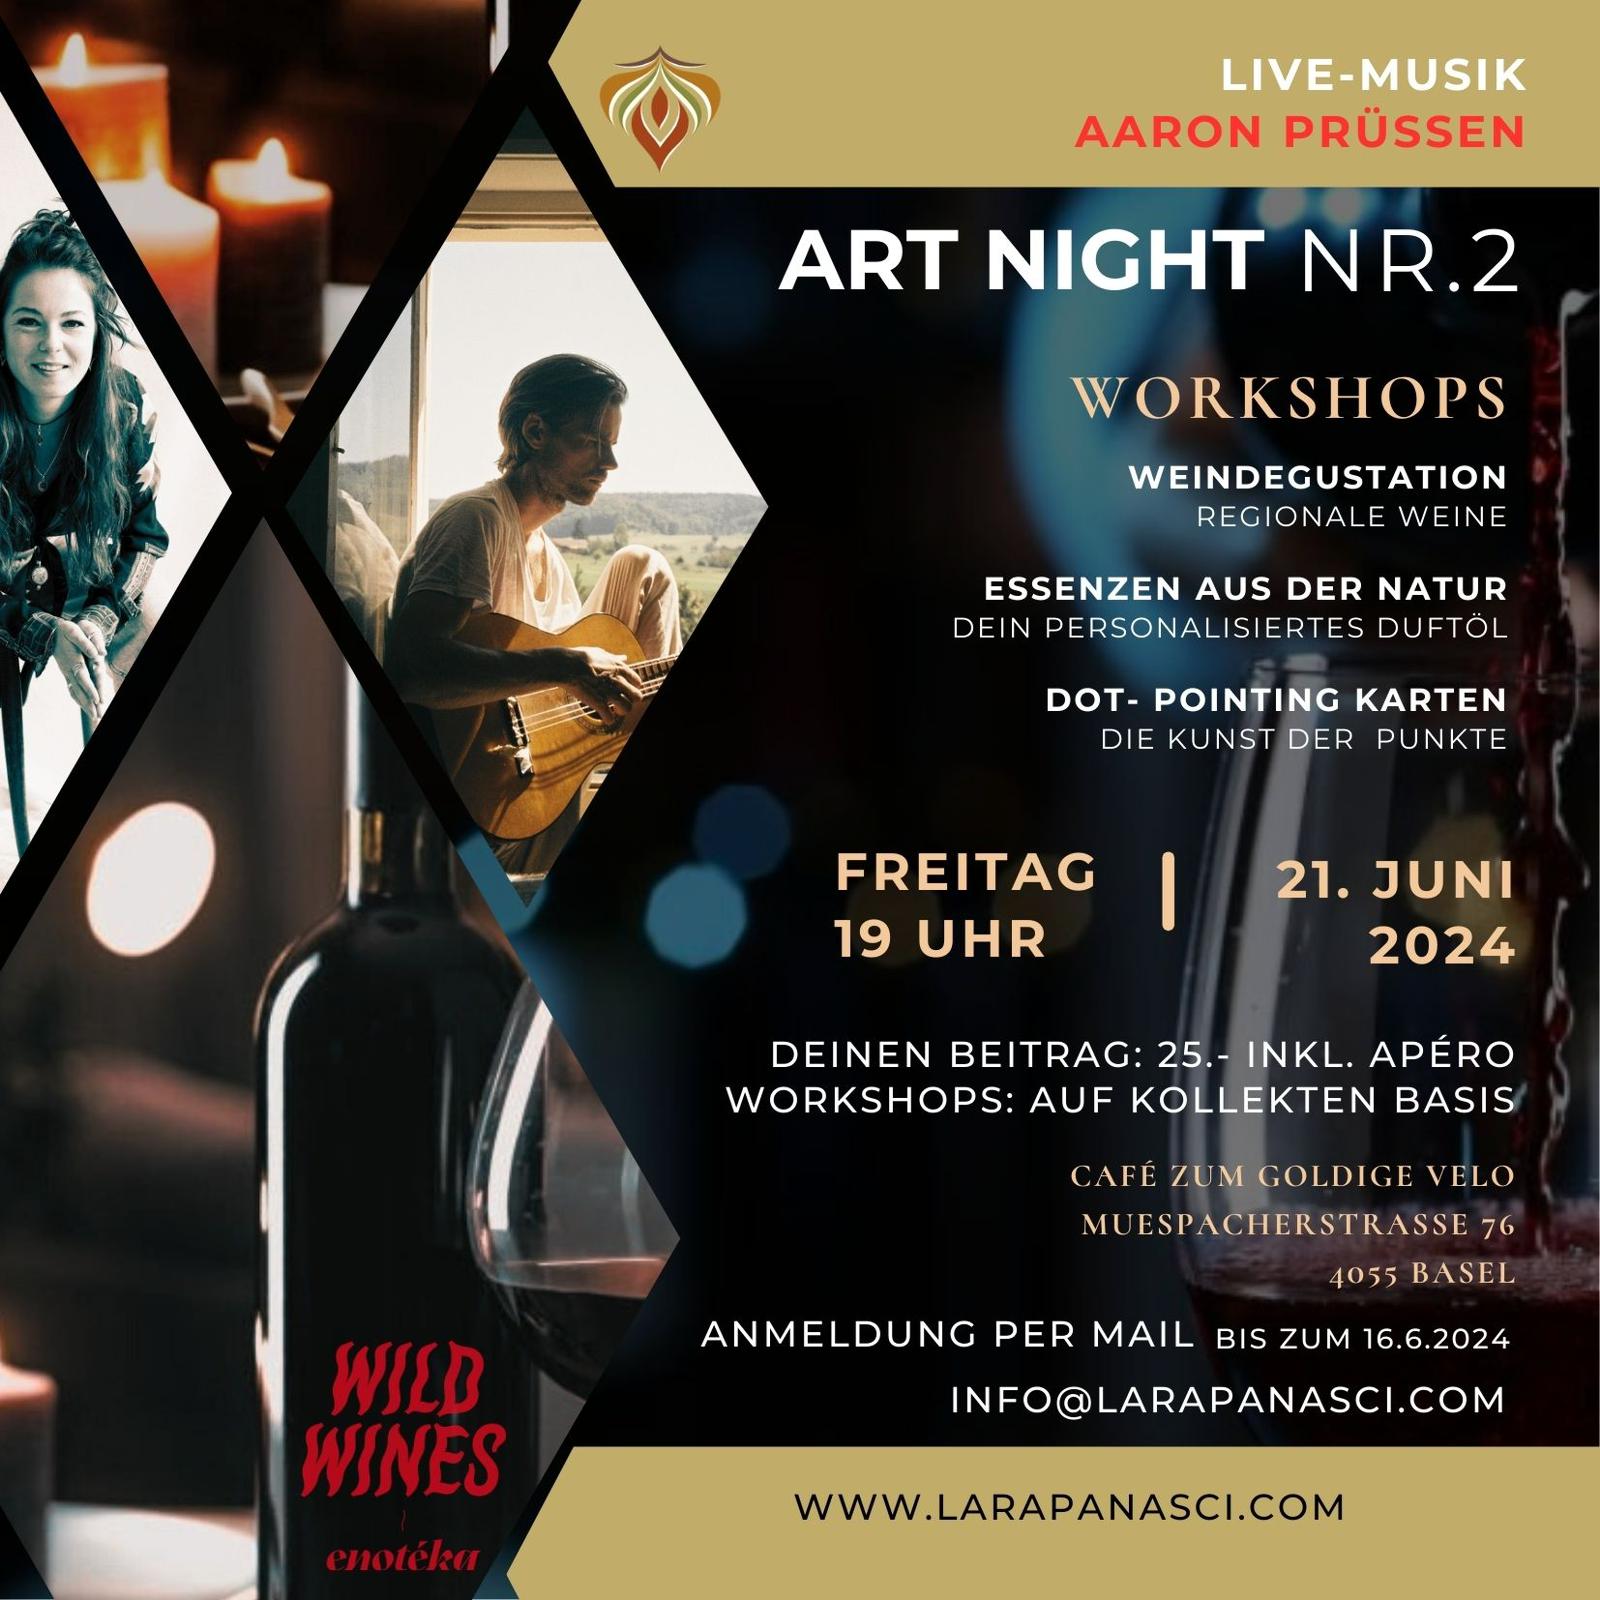 LIVE-MUSIK
AARON PRÜSSEN
ART NIGHT NR.2
WORKSHOPS
WEINDEGUSTATION
REGIONALE WEINE
ESSENZEN AUS DER NATUR
DEIN PERSONALISIERTES DUFTÖL
DOT- POINTING KARTEN
DIE KUNST DER PUNKTE
FREITAG
19 UHR
21. JUNI
2024
DEINEN BEITRAG: 25.- INKL. APÉRO
WORKSHOPS: AUF KOLLEKTEN BASIS
CAFÉ ZUM GOLDIGE VELO
MUESPACHERSTRASSE 76
4055 BASEL
ANMELDUNG PER MAIL BIS ZUM 16.6.2024
INFO@LARAPANASCI.COM
WWW.LARAPANASCI.COM
WILD
WINES
enotéka